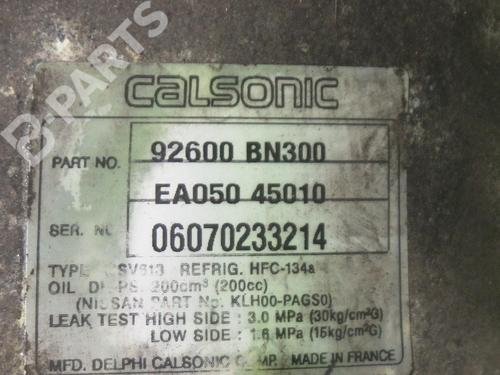 B-PARTS
CALSONIC
PART NO. 92600 BN300
EA050 45010
SER. NO 06070233214
TYPE SV613 REFRIG. HFC-134a
OIL D-PS 200cm³ (200cc)
(NISSAN PART No. KLH00-PAGS0)
LEAK TEST HIGH SIDE: 3.0 MPa (30kg/cm²G)
LOW SIDE: 1.6 MPa (15kg/cm²G)
MFD. DELPHI CALSONIC COMP. MADE IN FRANCE